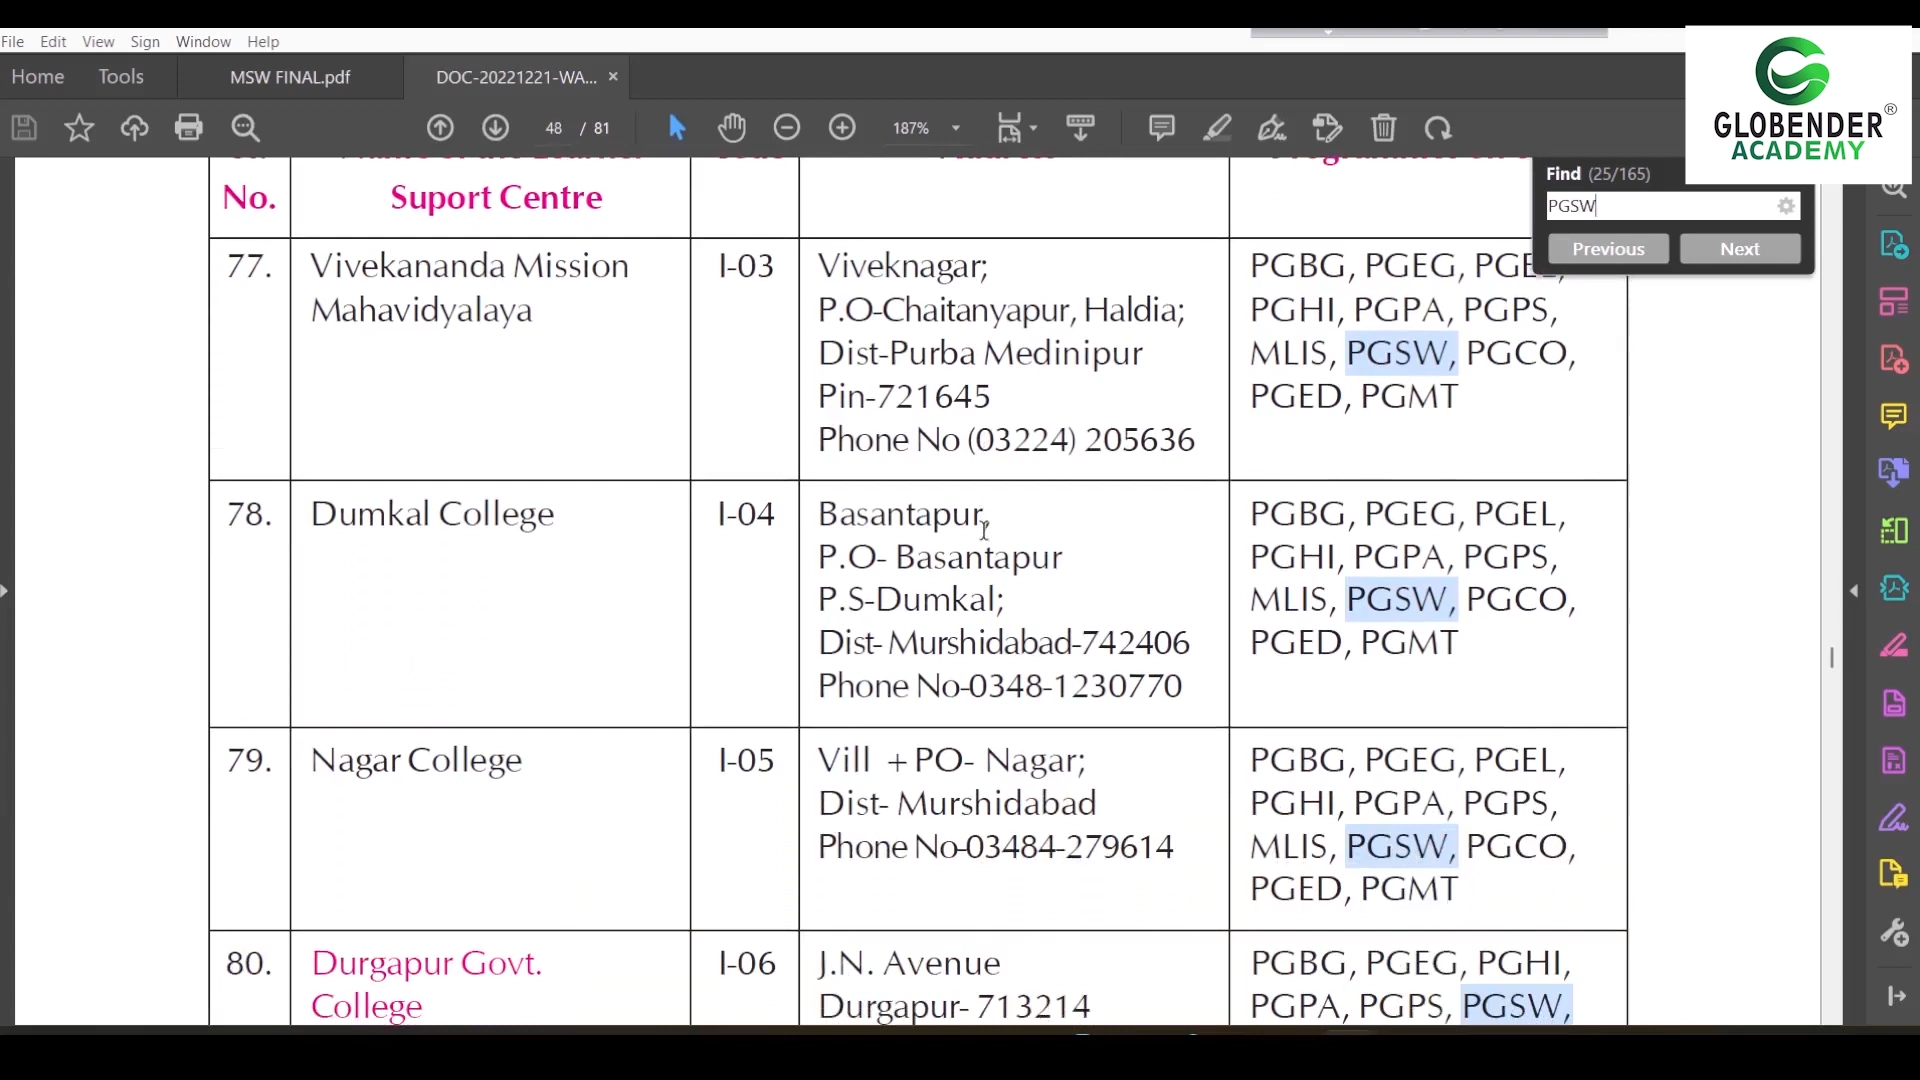 File Edit View Sign Window Help
Home Tools MSW FINAL.pdf DOC-20221221-WA... ×
48 / 81 187%
GLOBENDER®
ACADEMY
Find (25/165)
PGSW
Previous Next
No. Suport Centre
77. Vivekananda Mission I-03 Viveknagar; PGBG, PGEG, PGEL,
Mahavidyalaya P.O-Chaitanyapur, Haldia; PGHI, PGPA, PGPS,
Dist-Purba Medinipur MLIS, PGSW, PGCO,
Pin-721645 PGED, PGMT
Phone No (03224) 205636
78. Dumkal College I-04 Basantapur, PGBG, PGEG, PGEL,
P.O- Basantapur PGHI, PGPA, PGPS,
P.S-Dumkal; MLIS, PGSW, PGCO,
Dist- Murshidabad-742406 PGED, PGMT
Phone No-0348-1230770
79. Nagar College I-05 Vill + PO- Nagar; PGBG, PGEG, PGEL,
Dist- Murshidabad PGHI, PGPA, PGPS,
Phone No-03484-279614 MLIS, PGSW, PGCO,
PGED, PGMT
80. Durgapur Govt. I-06 J.N. Avenue PGBG, PGEG, PGHI,
College Durgapur- 713214 PGPA, PGPS, PGSW,